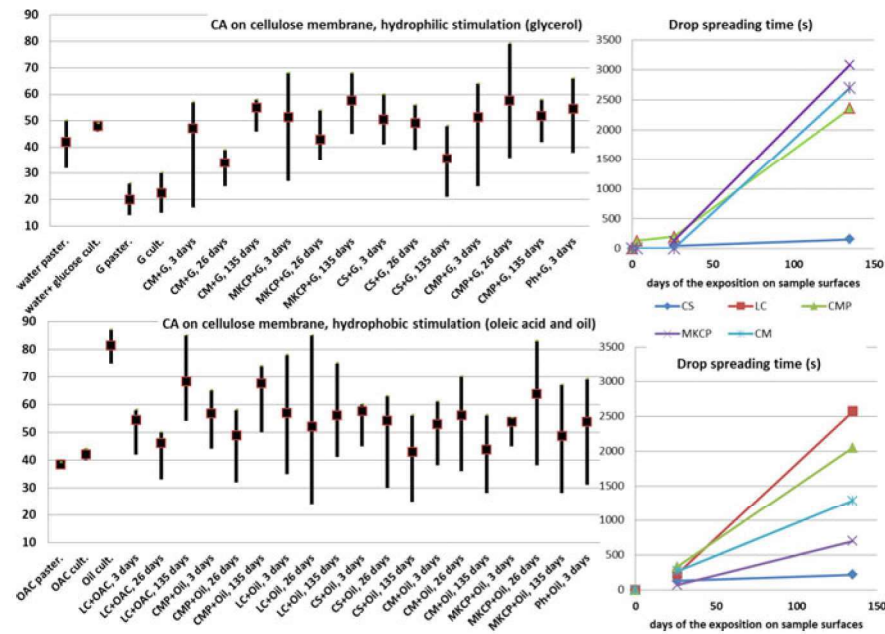 CA on cellulose membrane, hydrophilic stimulation (glycerol)
90
80
70
60
50
40
30
20
10
water paster.
water+ glucose cult.
G paster.
G cult.
CM+G, 3 days
CM+G, 26 days
CM+G, 135 days
MKCP+G, 3 days
MKCP+G, 26 days
MKCP+G, 135 days
CS+G, 3 days
CS+G, 26 days
CS+G, 135 days
CMP+G, 3 days
CMP+G, 26 days
CMP+G, 135 days
Ph+G, 3 days
Drop spreading time (s)
3500
3000
2500
2000
1500
1000
500
0
0
50
100
150
days of the exposition on sample surfaces
CS
LC
CMP
MKCP
CM
CA on cellulose membrane, hydrophobic stimulation (oleic acid and oil)
90
80
70
60
50
40
30
20
10
OAC paster.
OAC cult.
Oil cult.
LC+OAC, 3 days
LC+OAC, 26 days
LC+OAC, 135 days
CMP+Oil, 3 days
CMP+Oil, 26 days
CMP+Oil, 135 days
LC+Oil, 3 days
LC+Oil, 26 days
LC+Oil, 135 days
CS+Oil, 3 days
CS+Oil, 26 days
CS+Oil, 135 days
CM+Oil, 3 days
CM+Oil, 26 days
CM+Oil, 135 days
MKCP+Oil, 3 days
MKCP+Oil, 26 days
MKCP+Oil, 135 days
Ph+Oil, 3 days
Drop spreading time (s)
3500
3000
2500
2000
1500
1000
500
0
0
50
100
150
days of the exposition on sample surfaces